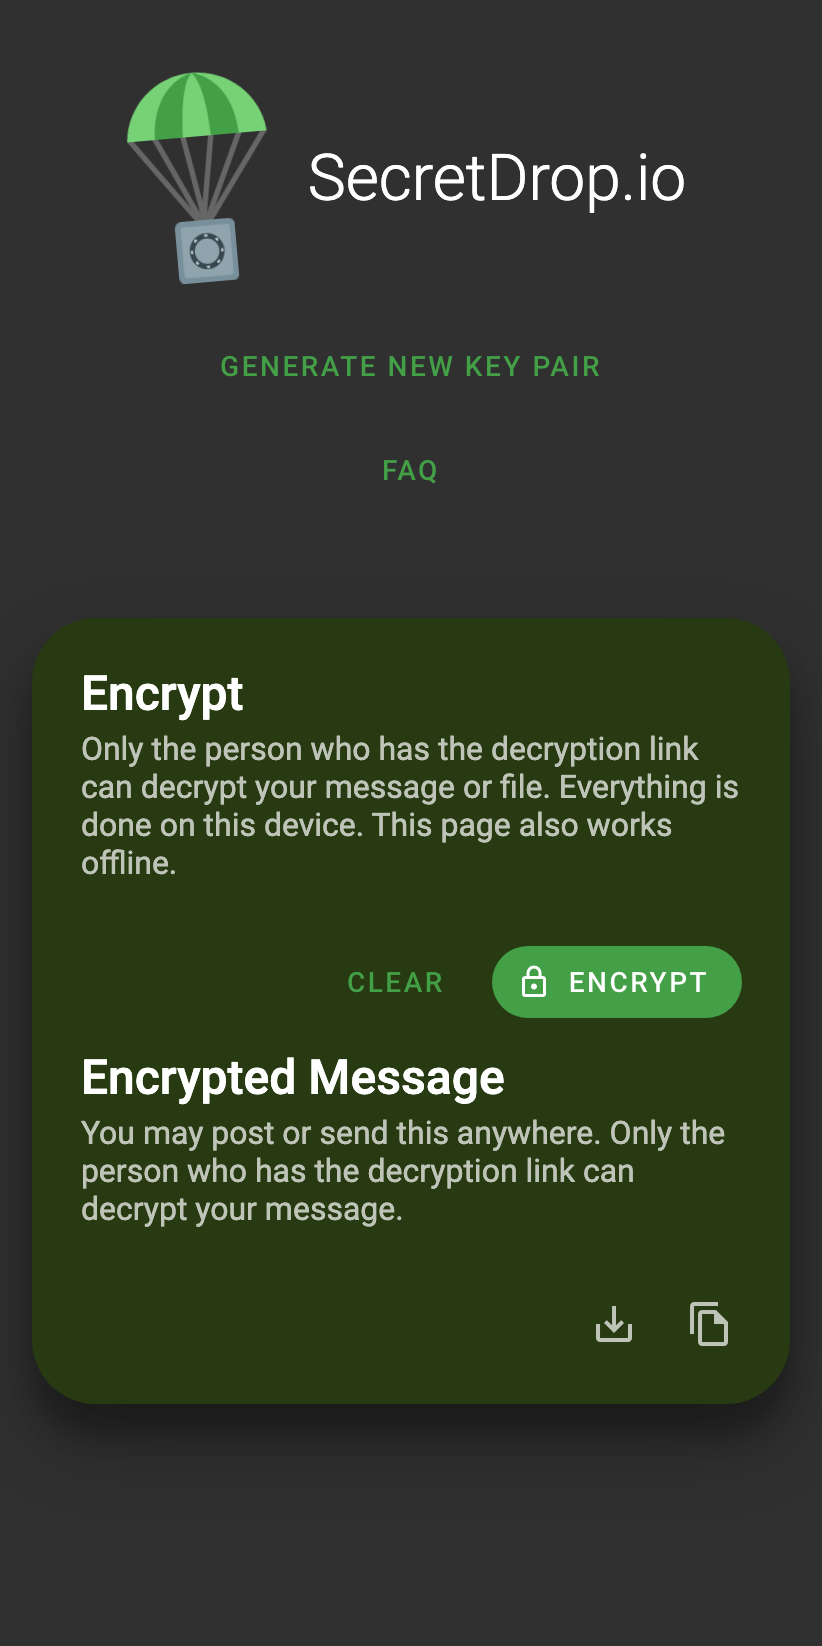 SecretDrop.io
GENERATE NEW KEY PAIR
FAQ
Encrypt
Only the person who has the decryption link
can decrypt your message or file. Everything is
done on this device. This page also works
offline.
CLEAR
ENCRYPT
Encrypted Message
You may post or send this anywhere. Only the
person who has the decryption link can
decrypt your message.